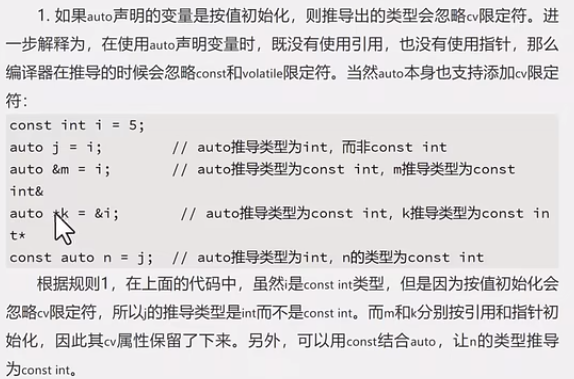 1. 如果auto声明的变量是按值初始化，则推导出的类型会忽略cv限定符。进
一步解释为，在使用auto声明变量时，既没有使用引用，也没有使用指针，那么
编译器在推导的时候会忽略const和volatile限定符。当然auto本身也支持添加cv限定
符：
const int i = 5;
auto j = i;        // auto推导类型为int，而非const int
auto &m = i;       // auto推导类型为const int，m推导类型为const
int&
auto *k = &i;       // auto推导类型为const int，k推导类型为const in
t*
const auto n = j;  // auto推导类型为int，n的类型为const int
根据规则1，在上面的代码中，虽然i是const int类型，但是因为按值初始化会
忽略cv限定符，所以j的推导类型是int而不是const int。而m和k分别按引用和指针初
始化，因此其cv属性保留了下来。另外，可以用const结合auto，让n的类型推导
为const int。